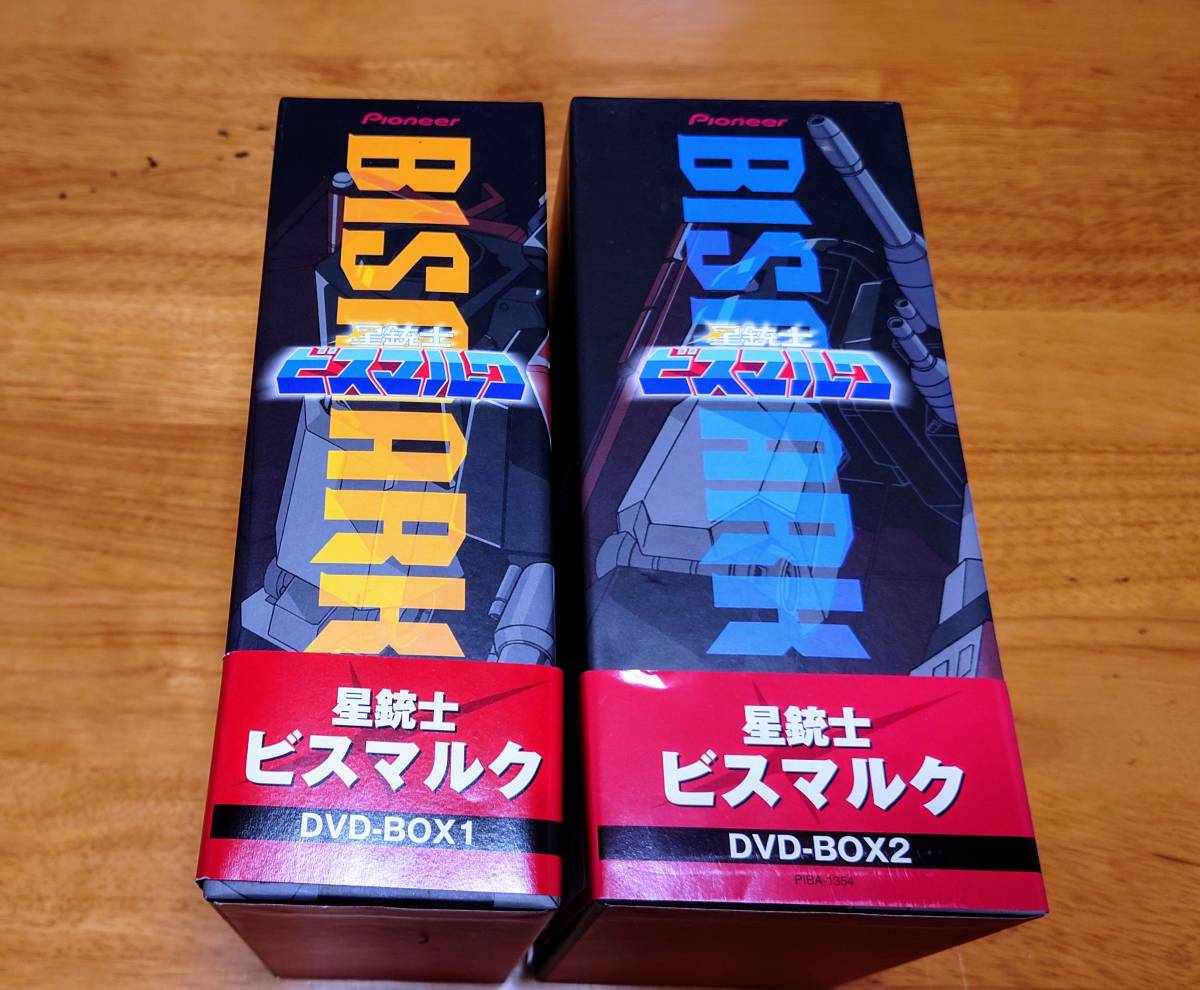 Pioneer
BISMARK
星銃士
ビスマルク
星銃士
ビスマルク
DVD-BOX1
Pioneer
BISMARK
星銃士
ビスマルク
星銃士
ビスマルク
DVD-BOX2
PIBA-1354